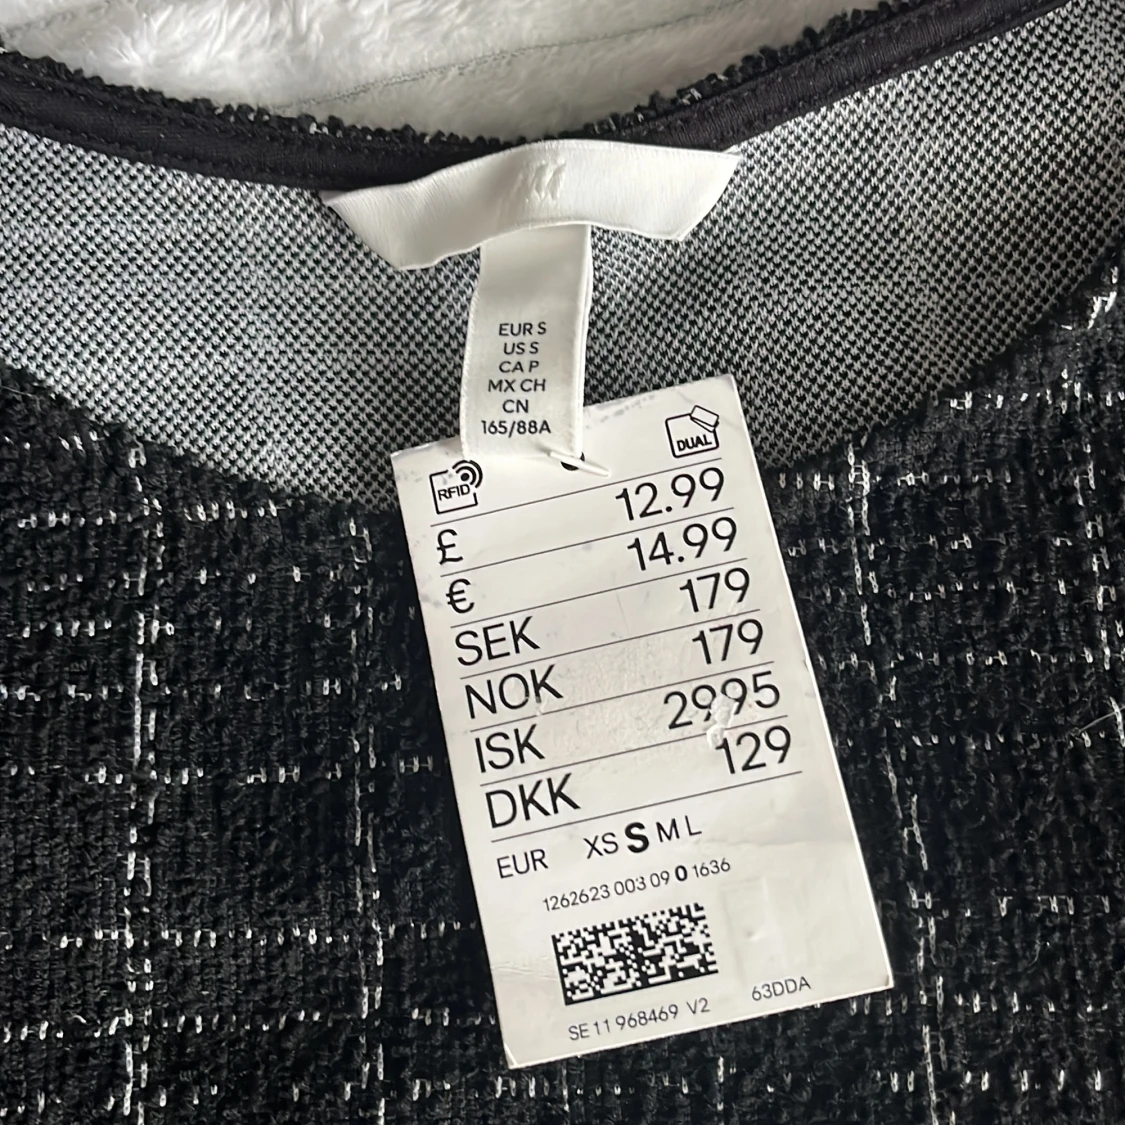 HM
EUR S
US S
CA P
MX CH
CN
165/88A
RFID
DUAL
£ 12.99
€ 14.99
SEK 179
NOK 179
ISK 2995
DKK 129
EUR XS S M L
1262623 003 09 0 1636
SE 11 968469 V2 63DDA